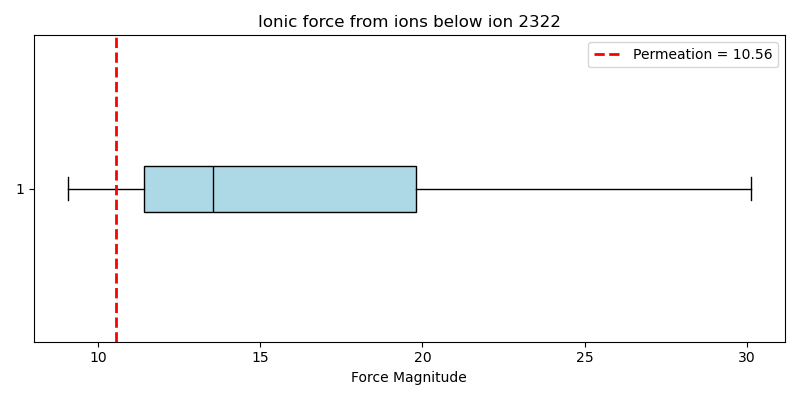 Ionic force from ions below ion 2322
Permeation = 10.56
1
10 15 20 25 30
Force Magnitude